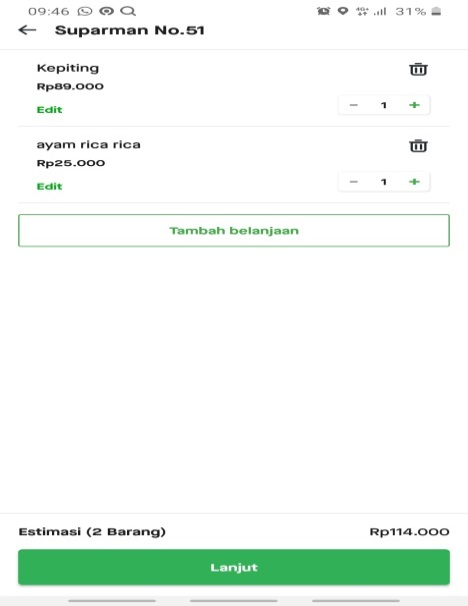 09:46 4G+ 31%
Suparman No.51
Kepiting
Rp89.000
Edit
− 1 +
ayam rica rica
Rp25.000
Edit
− 1 +
Tambah belanjaan
Estimasi (2 Barang) Rp114.000
Lanjut